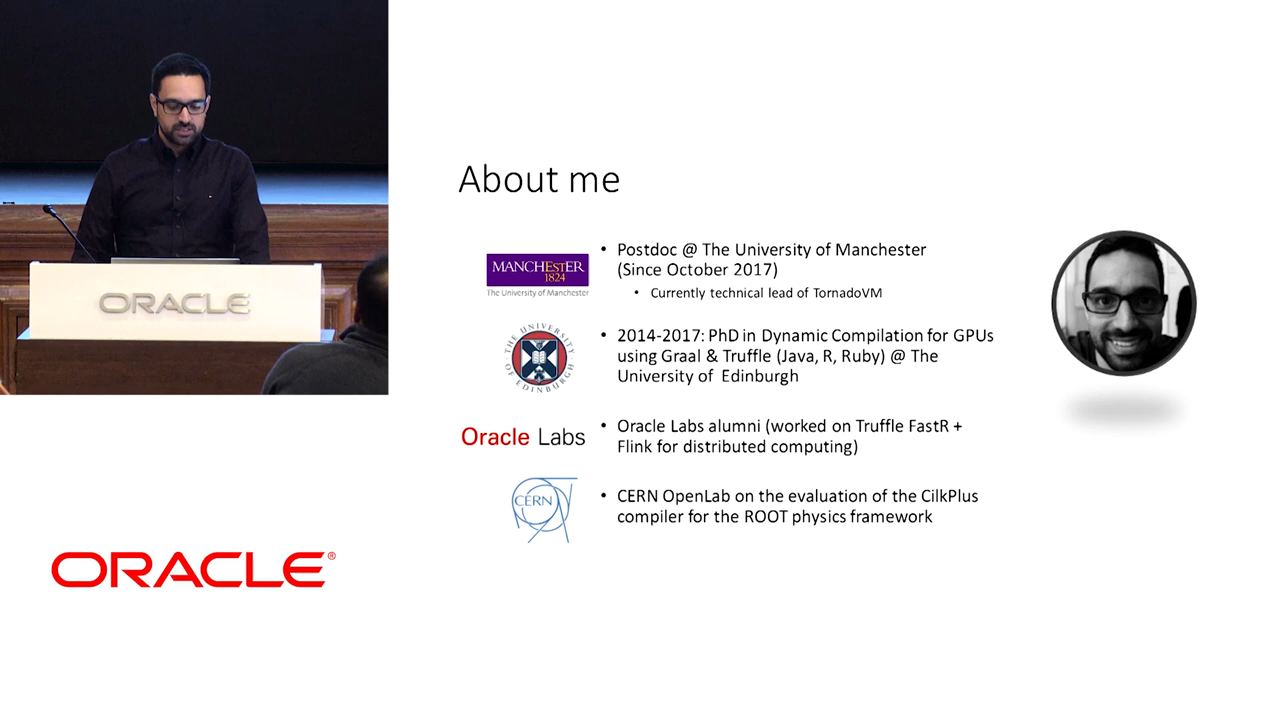 ORACLE
About me
MANCHESTER
1824
The University of Manchester
• Postdoc @ The University of Manchester
(Since October 2017)
• Currently technical lead of TornadoVM
THE UNIVERSITY OF EDINBURGH
• 2014-2017: PhD in Dynamic Compilation for GPUs
using Graal & Truffle (Java, R, Ruby) @ The
University of Edinburgh
Oracle Labs
• Oracle Labs alumni (worked on Truffle FastR +
Flink for distributed computing)
CERN
• CERN OpenLab on the evaluation of the CilkPlus
compiler for the ROOT physics framework
ORACLE®